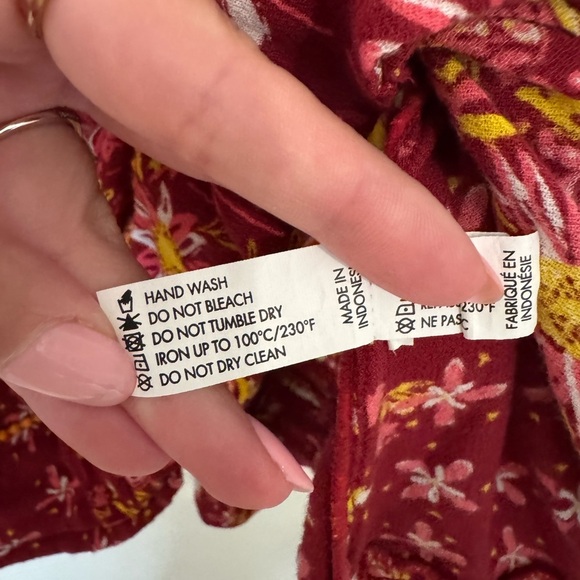 HAND WASH
DO NOT BLEACH
DO NOT TUMBLE DRY
IRON UP TO 100°C/230°F
DO NOT DRY CLEAN
MADE IN
230°F
NE PAS
FABRIQUÉ EN
INDONÉSIE